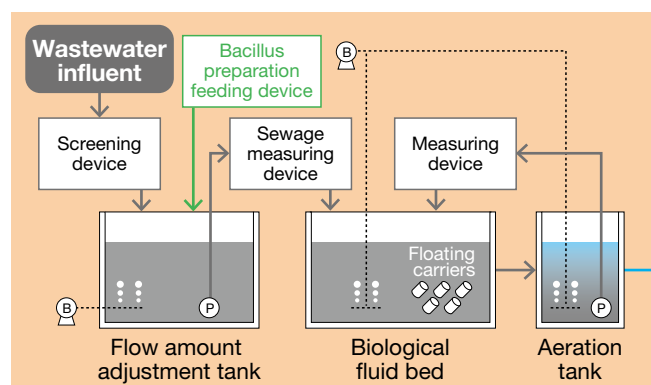 Wastewater
influent
Bacillus
preparation
feeding device
B
Screening
device
Sewage
measuring
device
Measuring
device
Floating
carriers
B
P
P
Flow amount
adjustment tank
Biological
fluid bed
Aeration
tank